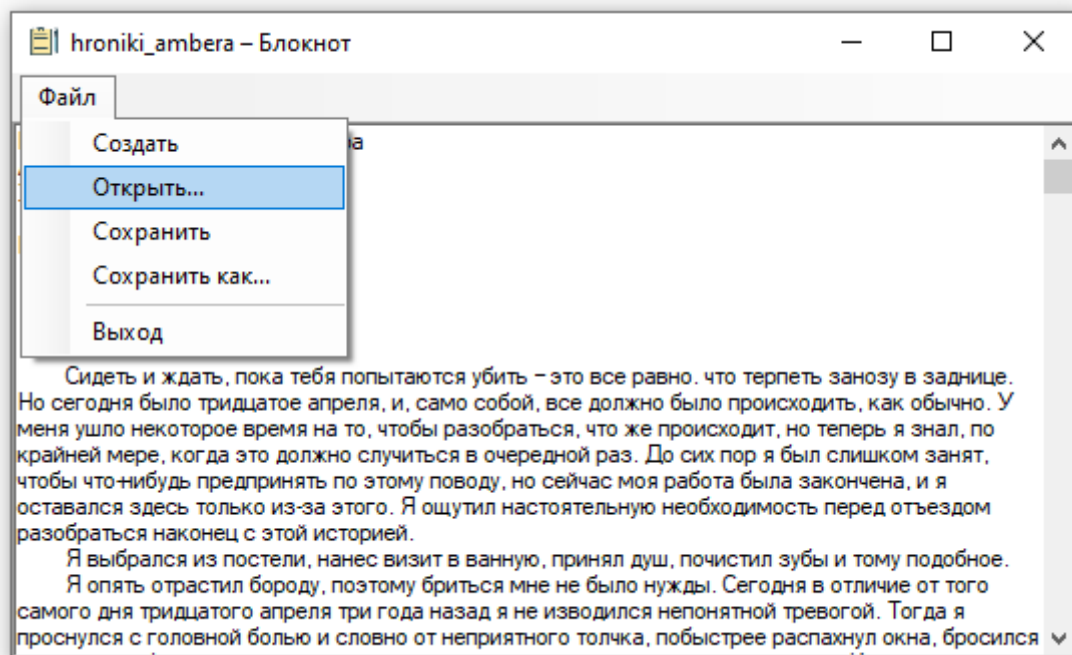 hroniki_ambera – Блокнот
Файл
Создать
Открыть...
Сохранить
Сохранить как...
Выход
Сидеть и ждать, пока тебя попытаются убить – это все равно. что терпеть занозу в заднице.
Но сегодня было тридцатое апреля, и, само собой, все должно было происходить, как обычно. У
меня ушло некоторое время на то, чтобы разобраться, что же происходит, но теперь я знал, по
крайней мере, когда это должно случиться в очередной раз. До сих пор я был слишком занят,
чтобы что-нибудь предпринять по этому поводу, но сейчас моя работа была закончена, и я
оставался здесь только из-за этого. Я ощутил настоятельную необходимость перед отъездом
разобраться наконец с этой историей.
Я выбрался из постели, нанес визит в ванную, принял душ, почистил зубы и тому подобное.
Я опять отрастил бороду, поэтому бриться мне не было нужды. Сегодня в отличие от того
самого дня тридцатого апреля три года назад я не изводился непонятной тревогой. Тогда я
проснулся с головной болью и словно от неприятного толчка, побыстрее распахнул окна, бросился